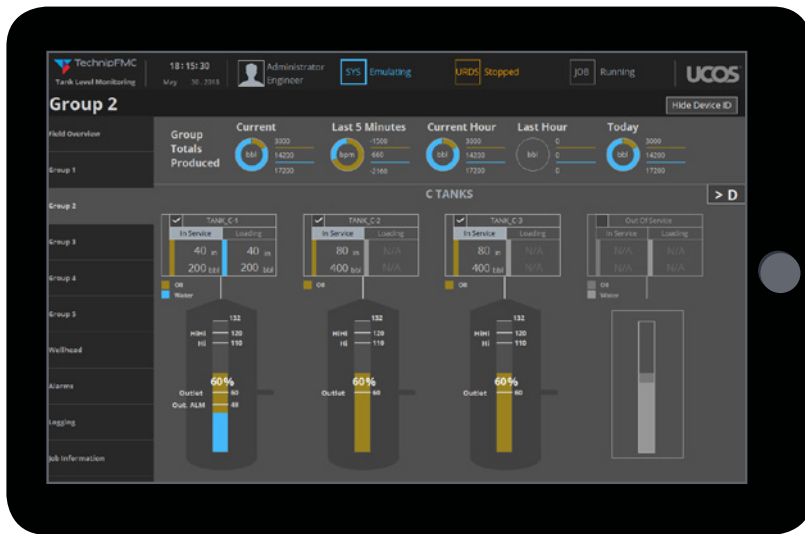 TechnipFMC
Tank Level Monitoring
18:15:30
May 30, 2018
Administrator
Engineer
SYS Emulating
URDS Stopped
JOB Running
UCOS
Group 2
Hide Device ID
Field Overview
Group 1
Group 2
Group 3
Group 4
Group 5
Wellhead
Alarms
Logging
Job Information
Group
Totals
Produced
Current
bbl
3000
14200
17200
Last 5 Minutes
bpm
-1500
-660
-2160
Current Hour
bbl
3000
14200
17200
Last Hour
bbl
0
0
0
Today
bbl
3000
14200
17200
C TANKS
> D
TANK_C-1
In Service Loading
40 in 40 in
200 bbl 200 bbl
Oil
Water
132
HiHi 120
Hi 110
60%
Outlet 60
Out. ALM 48
TANK_C-2
In Service Loading
80 in N/A
400 bbl N/A
Oil
132
HiHi 120
Hi 110
60%
Outlet 60
TANK_C-3
In Service Loading
80 in N/A
400 bbl N/A
Oil
132
HiHi 120
Hi 110
60%
Outlet 60
Out Of Service
In Service Loading
N/A N/A
N/A N/A
Oil
Water